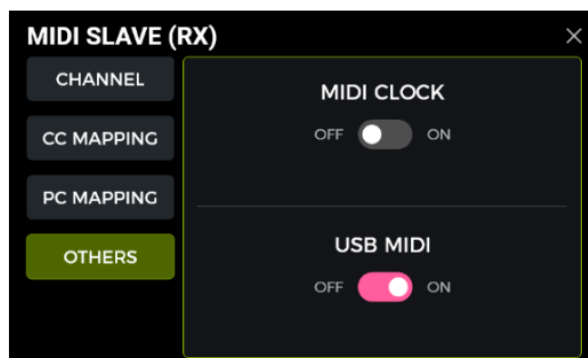 MIDI SLAVE (RX)
CHANNEL
CC MAPPING
PC MAPPING
OTHERS
MIDI CLOCK
OFF ON
USB MIDI
OFF ON